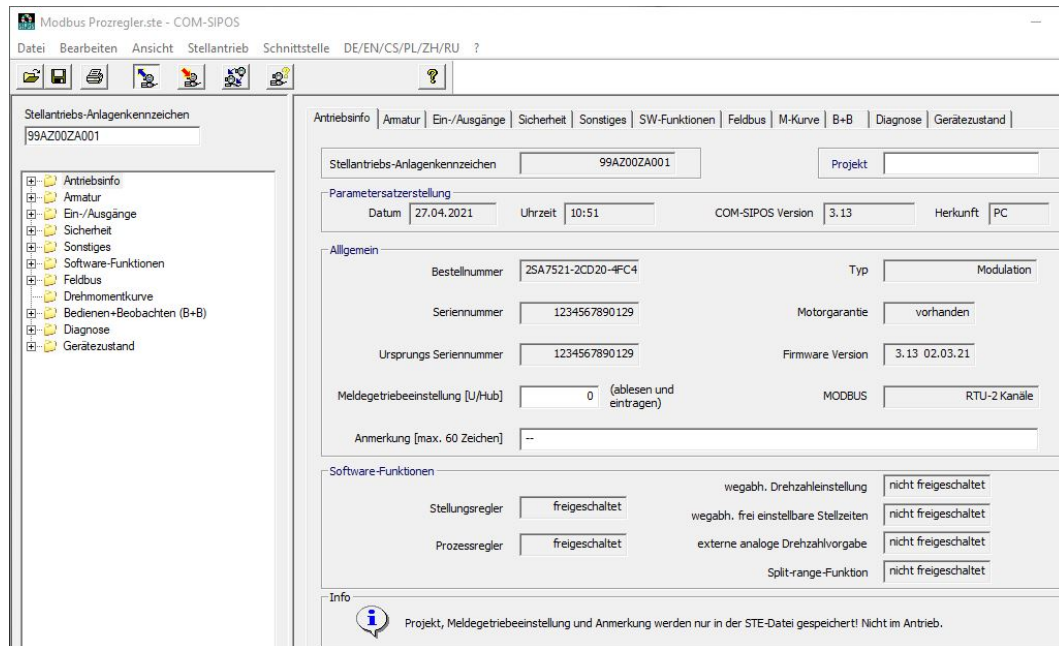 Modbus Prozregler.ste - COM-SIPOS
Datei Bearbeiten Ansicht Stellantrieb Schnittstelle DE/EN/CS/PL/ZH/RU ?
Stellantriebs-Anlagenkennzeichen
99AZ00ZA001
Antriebsinfo
Armatur
Ein-/Ausgänge
Sicherheit
Sonstiges
Software-Funktionen
Feldbus
Drehmomentkurve
Bedienen+Beobachten (B+B)
Diagnose
Gerätezustand
Antriebsinfo Armatur Ein-/Ausgänge Sicherheit Sonstiges SW-Funktionen Feldbus M-Kurve B+B Diagnose Gerätezustand
Stellantriebs-Anlagenkennzeichen 99AZ00ZA001 Projekt
Parametersatzerstellung
Datum 27.04.2021 Uhrzeit 10:51 COM-SIPOS Version 3.13 Herkunft PC
Alllgemein
Bestellnummer 2SA7521-2CD20-4FC4 Typ Modulation
Seriennummer 1234567890129 Motorgarantie vorhanden
Ursprungs Seriennummer 1234567890129 Firmware Version 3.13 02.03.21
Meldegetriebeeinstellung [U/Hub] 0 (ablesen und eintragen) MODBUS RTU-2 Kanäle
Anmerkung [max. 60 Zeichen] --
Software-Funktionen
wegabh. Drehzahleinstellung nicht freigeschaltet
Stellungsregler freigeschaltet
wegabh. frei einstellbare Stellzeiten nicht freigeschaltet
Prozessregler freigeschaltet
externe analoge Drehzahlvorgabe nicht freigeschaltet
Split-range-Funktion nicht freigeschaltet
Info
Projekt, Meldegetriebeeinstellung und Anmerkung werden nur in der STE-Datei gespeichert! Nicht im Antrieb.